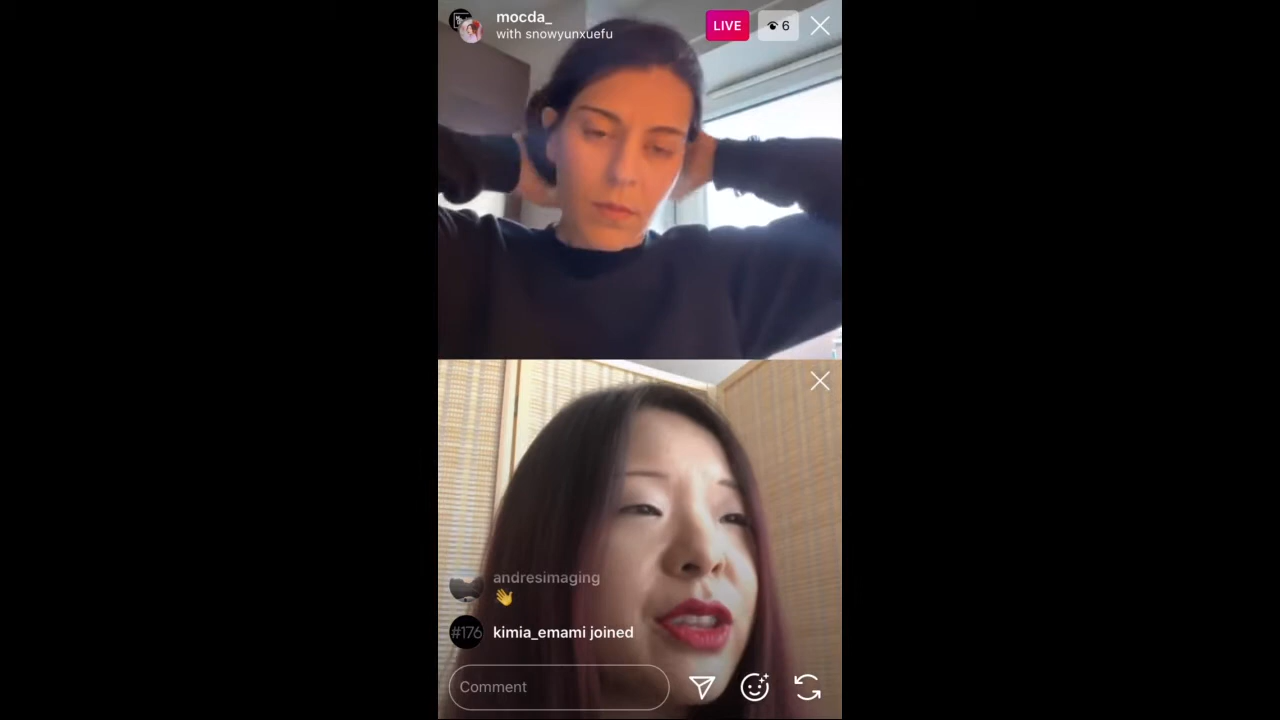 mocda_
with snowyunxuefu
LIVE
6
andresimaging
👋
#176
kimia_emami joined
Comment